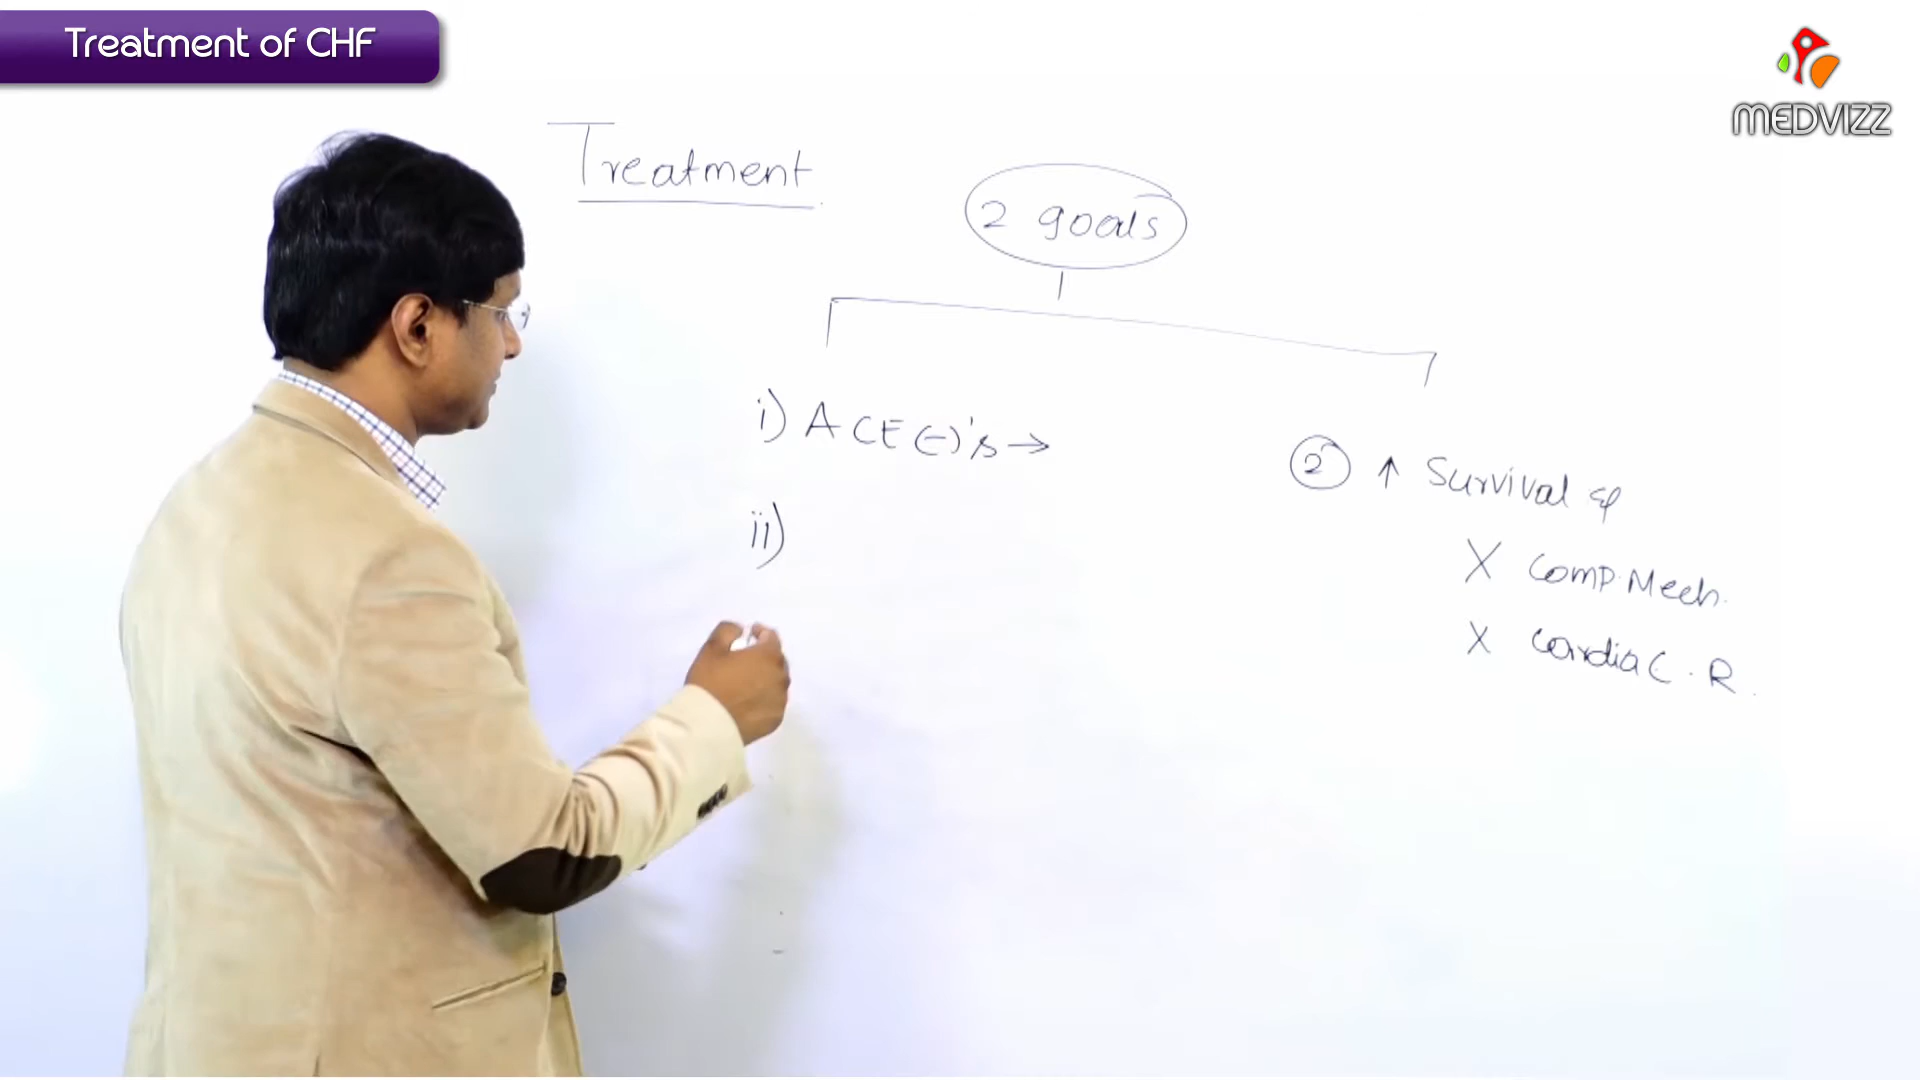 Treatment of CHF
MEDVIZZ
Treatment
2 goals
i) ACE(-)'s →
ii)
② ↑ Survival
X Comp. Mech.
X Cardiac. R.